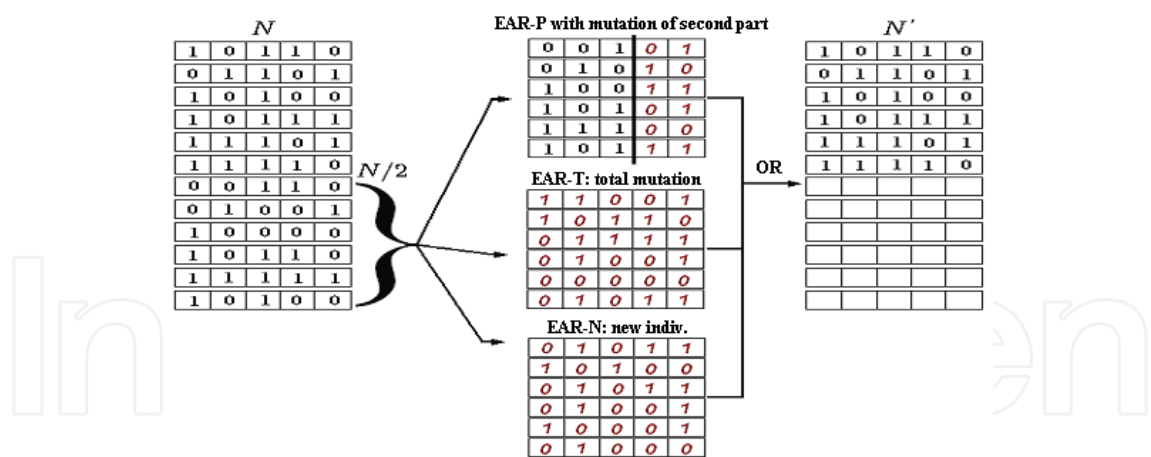 N
1 0 1 1 0
0 1 1 0 1
1 0 1 0 0
1 0 1 1 1
1 1 1 0 1
1 1 1 1 0
0 0 1 1 0
0 1 0 0 1
1 0 0 0 0
1 0 1 1 0
1 1 1 1 1
1 0 1 0 0
N/2
EAR-P with mutation of second part
0 0 1 0 1
0 1 0 1 0
1 0 0 1 1
1 0 1 0 1
1 1 1 0 0
1 0 1 1 1
EAR-T: total mutation
1 1 0 0 1
1 0 1 1 0
0 1 1 1 1
0 1 0 0 1
0 0 0 0 0
0 1 0 1 1
EAR-N: new indiv.
0 1 0 1 1
1 0 1 0 0
0 1 0 1 1
0 1 0 0 1
1 0 0 0 1
0 1 0 0 0
OR
N'
1 0 1 1 0
0 1 1 0 1
1 0 1 0 0
1 0 1 1 1
1 1 1 0 1
1 1 1 1 0
In
en